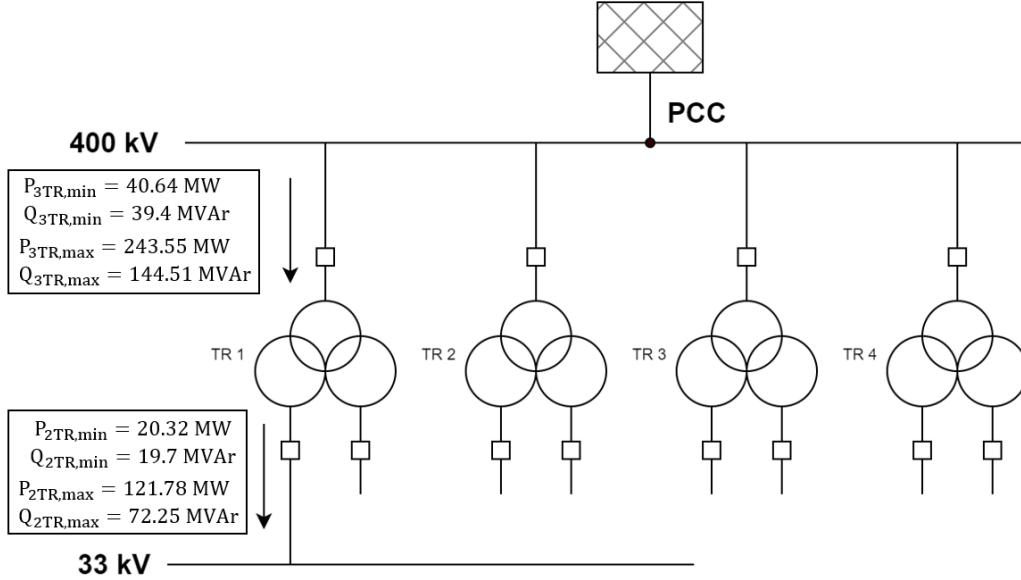 PCC
400 kV
P3TR,min = 40.64 MW
Q3TR,min = 39.4 MVAr
P3TR,max = 243.55 MW
Q3TR,max = 144.51 MVAr
TR 1
TR 2
TR 3
TR 4
P2TR,min = 20.32 MW
Q2TR,min = 19.7 MVAr
P2TR,max = 121.78 MW
Q2TR,max = 72.25 MVAr
33 kV